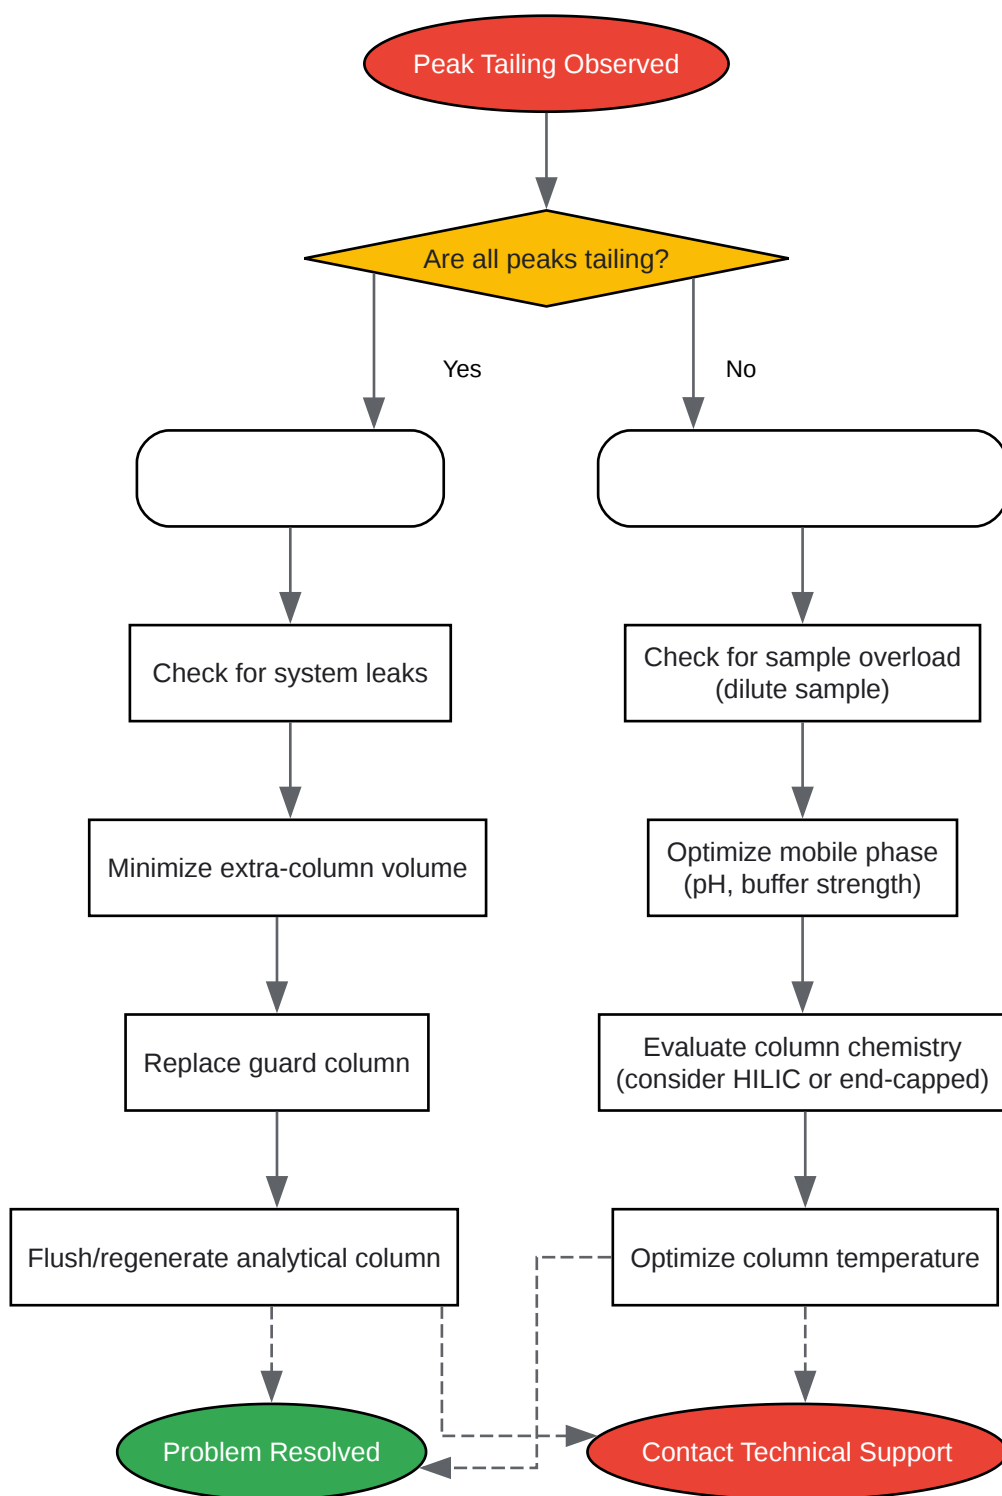 Peak Tailing Observed
Are all peaks tailing?
Yes
No
Check for system leaks
Check for sample overload
(dilute sample)
Minimize extra-column volume
Optimize mobile phase
(pH, buffer strength)
Replace guard column
Evaluate column chemistry
(consider HILIC or end-capped)
Flush/regenerate analytical column
Optimize column temperature
Problem Resolved
Contact Technical Support